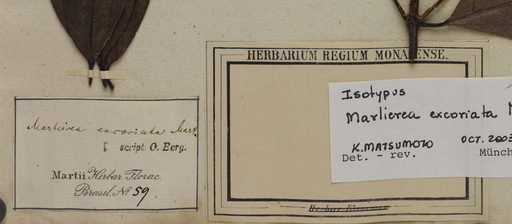 Marlierea excoriata Mart.
script O. Berg.
Martii Herbar. Florae
Brasil. No 59.
HERBARIUM REGIUM MONACENSE.
Isotypus
Marlierea excoriata M
K. MATSUMOTO OCT. 2003
Det. - rev. Münch